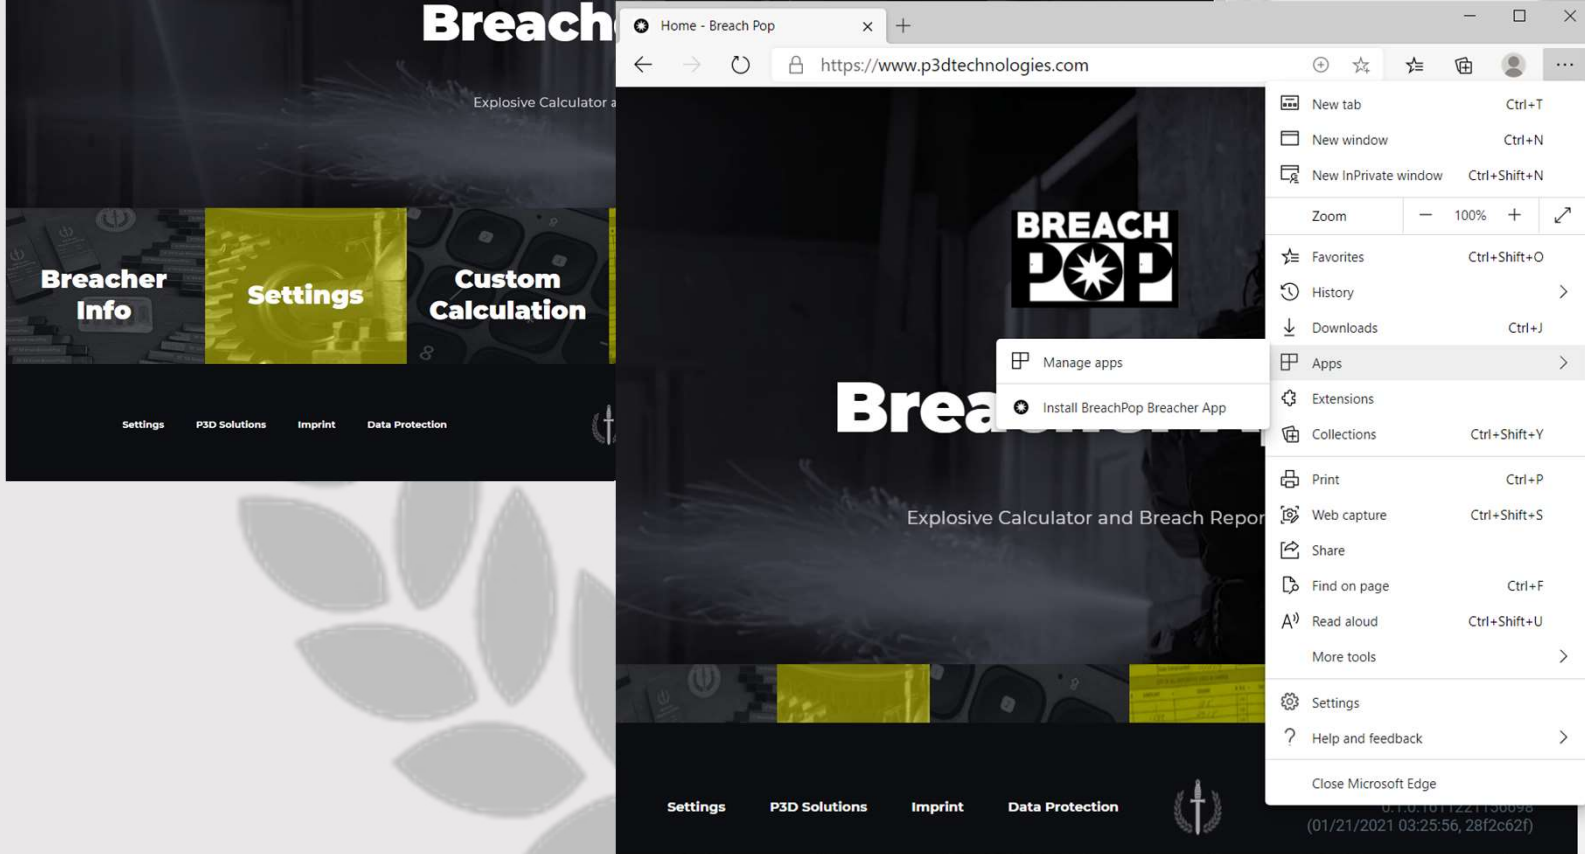 Breach
Explosive Calculator a
Breacher
Info
Settings
Custom
Calculation
Settings
P3D Solutions
Imprint
Data Protection
Home - Breach Pop
https://www.p3dtechnologies.com
BREACH
POP
Brea
Explosive Calculator and Breach Repor
Manage apps
Install BreachPop Breacher App
New tab Ctrl+T
New window Ctrl+N
New InPrivate window Ctrl+Shift+N
Zoom 100%
Favorites Ctrl+Shift+O
History
Downloads Ctrl+J
Apps
Extensions
Collections Ctrl+Shift+Y
Print Ctrl+P
Web capture Ctrl+Shift+S
Share
Find on page Ctrl+F
Read aloud Ctrl+Shift+U
More tools
Settings
Help and feedback
Close Microsoft Edge
Settings
P3D Solutions
Imprint
Data Protection
(01/21/2021 03:25:56, 28f2c62f)